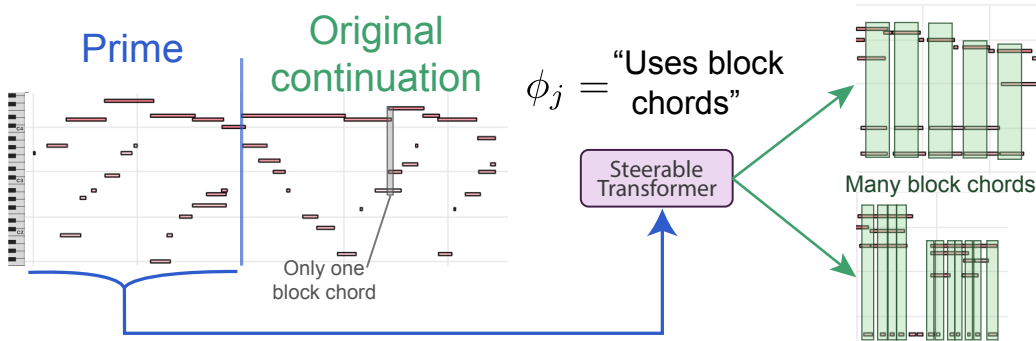 Prime
Original
continuation
C4
C3
C2
Only one
block chord
ϕj = “Uses block
chords”
Steerable
Transformer
Many block chords